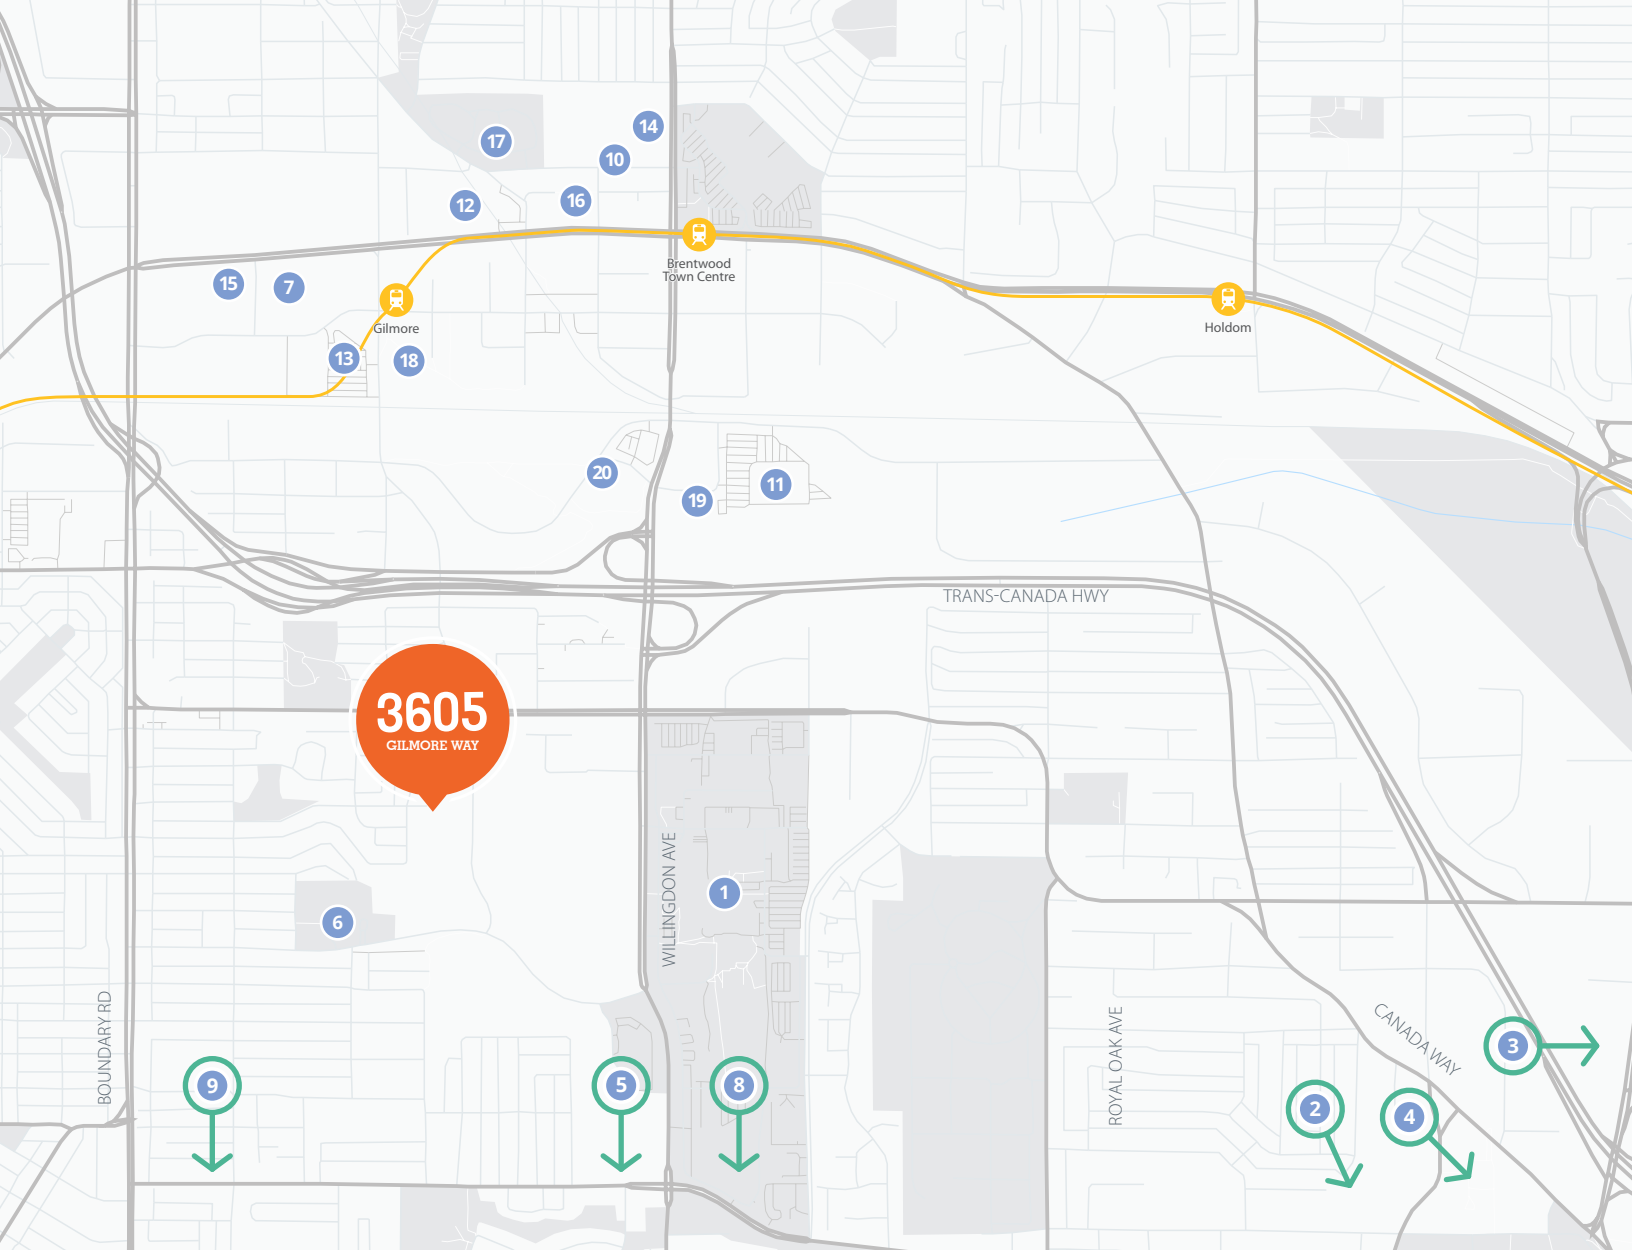 14
17
10
12
16
Brentwood
Town Centre
15
7
Gilmore
Holdom
13
18
20
11
19
TRANS-CANADA HWY
3605
GILMORE WAY
WILLINGDON AVE
1
6
BOUNDARY RD
ROYAL OAK AVE
CANADA WAY
3
9
5
8
2
4